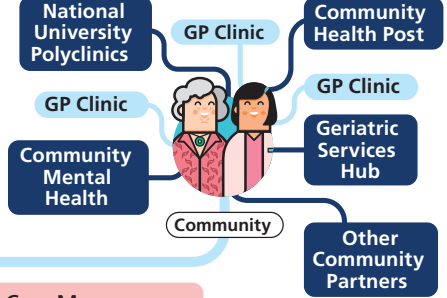 National
University
Polyclinics
GP Clinic
Community
Health Post
GP Clinic
GP Clinic
Community
Mental
Health
Geriatric
Services
Hub
Community
Other
Community
Partners